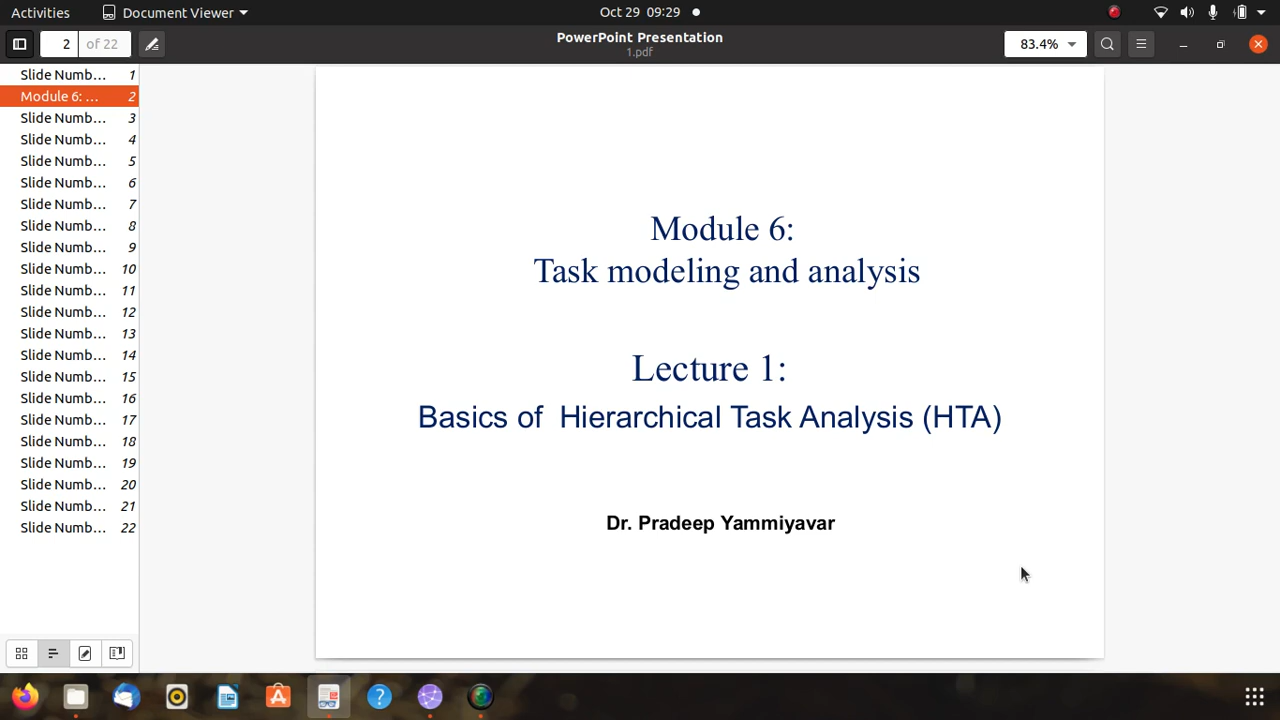 Activities
Document Viewer
Oct 29 09:29
2 of 22
PowerPoint Presentation
1.pdf
83.4%
Slide Numb... 1
Module 6: ... 2
Slide Numb... 3
Slide Numb... 4
Slide Numb... 5
Slide Numb... 6
Slide Numb... 7
Slide Numb... 8
Slide Numb... 9
Slide Numb... 10
Slide Numb... 11
Slide Numb... 12
Slide Numb... 13
Slide Numb... 14
Slide Numb... 15
Slide Numb... 16
Slide Numb... 17
Slide Numb... 18
Slide Numb... 19
Slide Numb... 20
Slide Numb... 21
Slide Numb... 22
Module 6:
Task modeling and analysis
Lecture 1:
Basics of Hierarchical Task Analysis (HTA)
Dr. Pradeep Yammiyavar